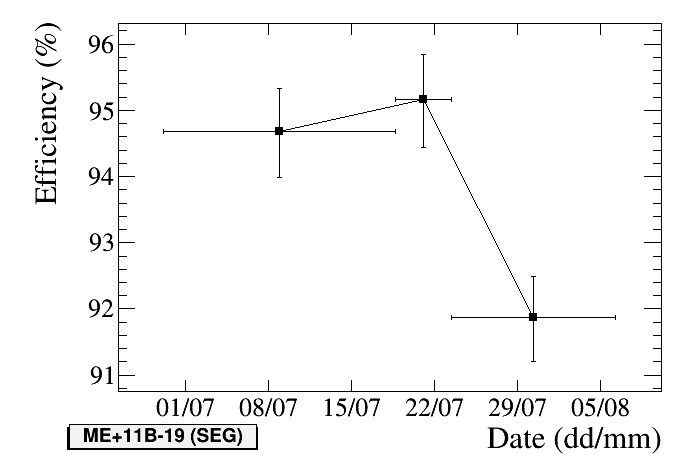 Efficiency (%)
96
95
94
93
92
91
01/07 08/07 15/07 22/07 29/07 05/08
ME+11B-19 (SEG)
Date (dd/mm)